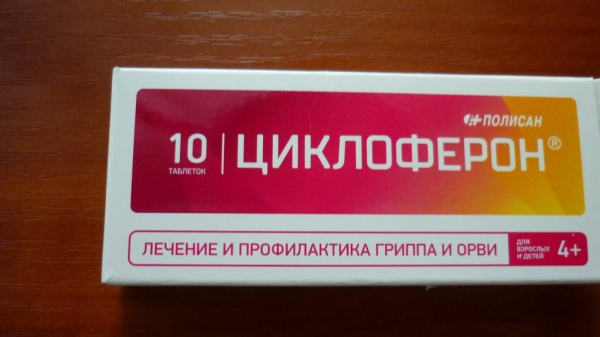 ПОЛИСАН
10 ТАБЛЕТОК
ЦИКЛОФЕРОН®
ЛЕЧЕНИЕ И ПРОФИЛАКТИКА ГРИППА И ОРВИ
ДЛЯ
ВЗРОСЛЫХ
И ДЕТЕЙ
4+